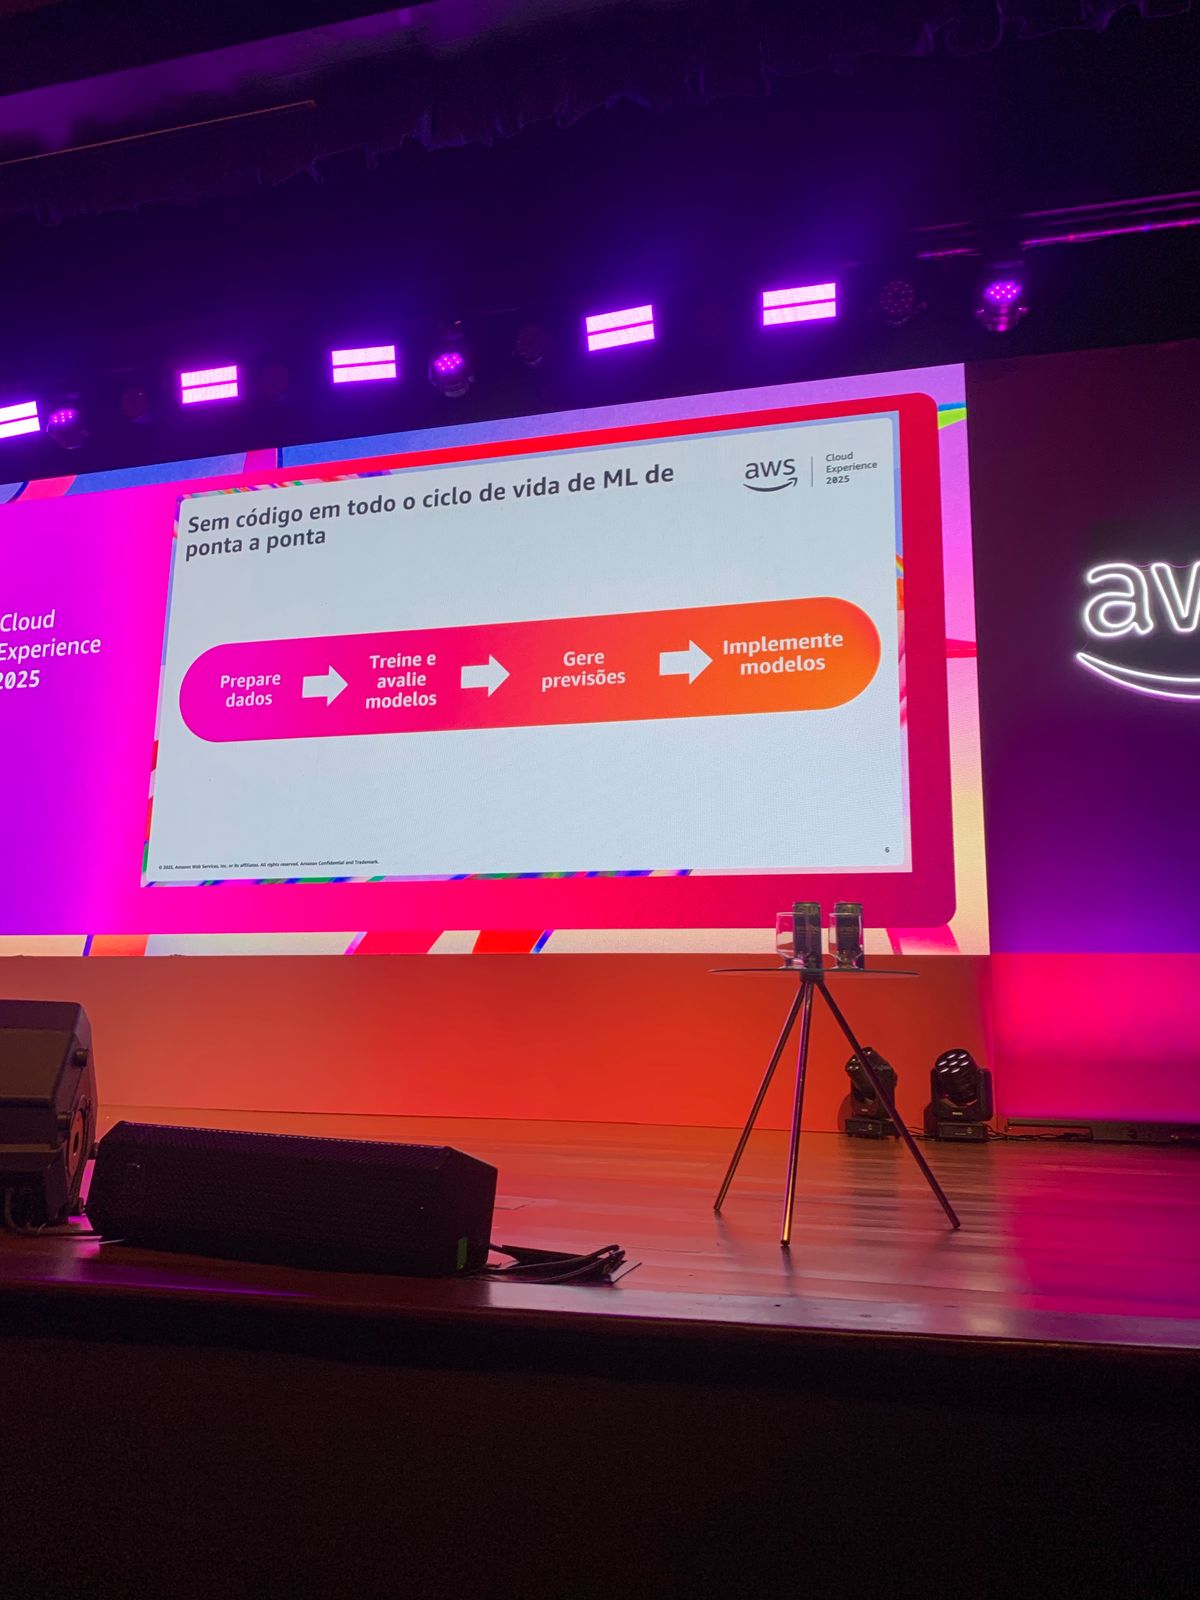 Sem código em todo o ciclo de vida de ML de
ponta a ponta
aws
Cloud
Experience
2025
Prepare
dados
Treine e
avalie
modelos
Gere
previsões
Implemente
modelos
© 2025, Amazon Web Services, Inc. or its affiliates. All rights reserved, Amazon Confidential and Trademark.
6
Cloud
Experience
2025
aw